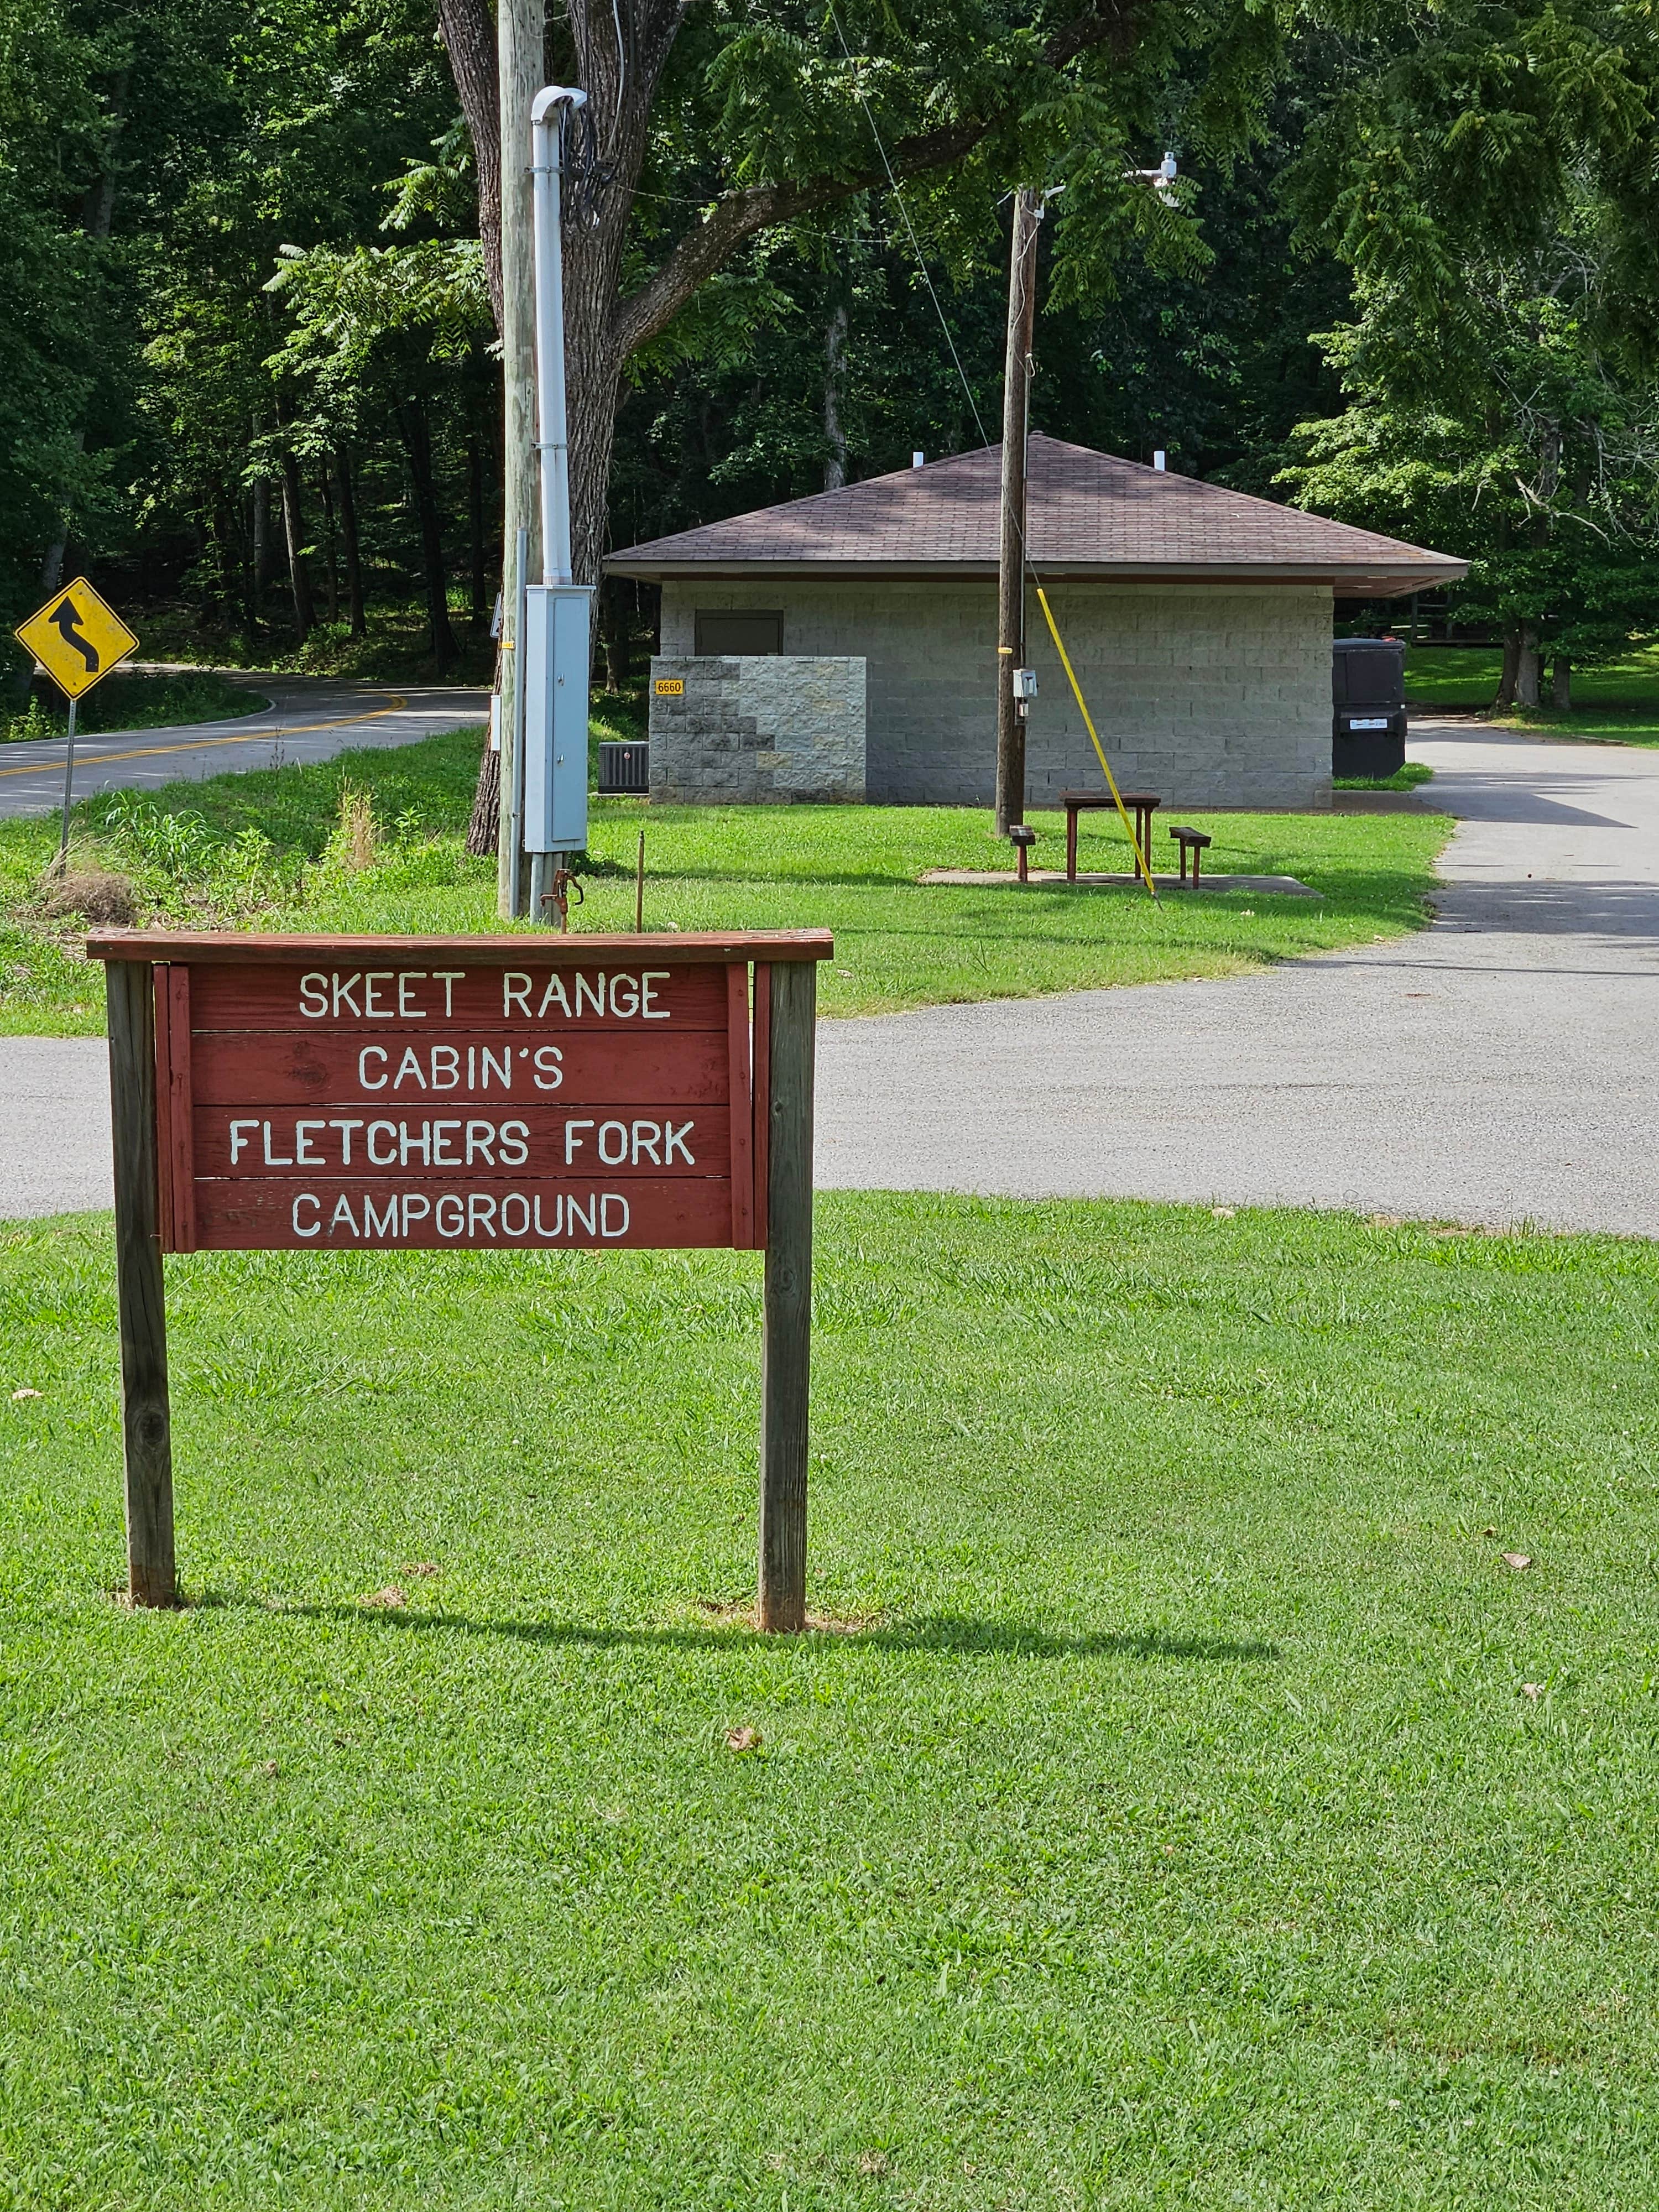 6660
SKEET RANGE
CABIN'S
FLETCHERS FORK
CAMPGROUND